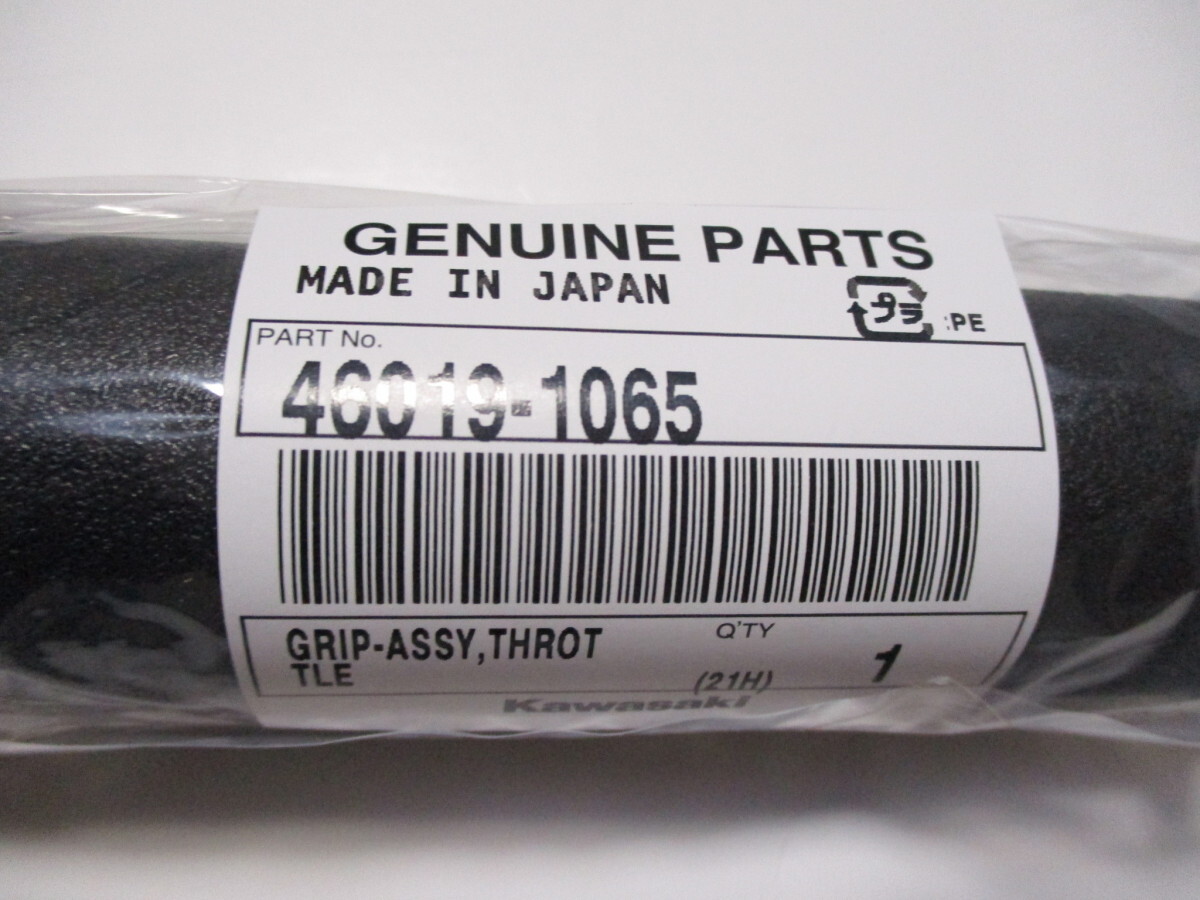 GENUINE PARTS
MADE IN JAPAN
プラ :PE
PART No.
46019-1065
GRIP-ASSY,THROT
TLE
Q'TY
(21H)
1
Kawasaki